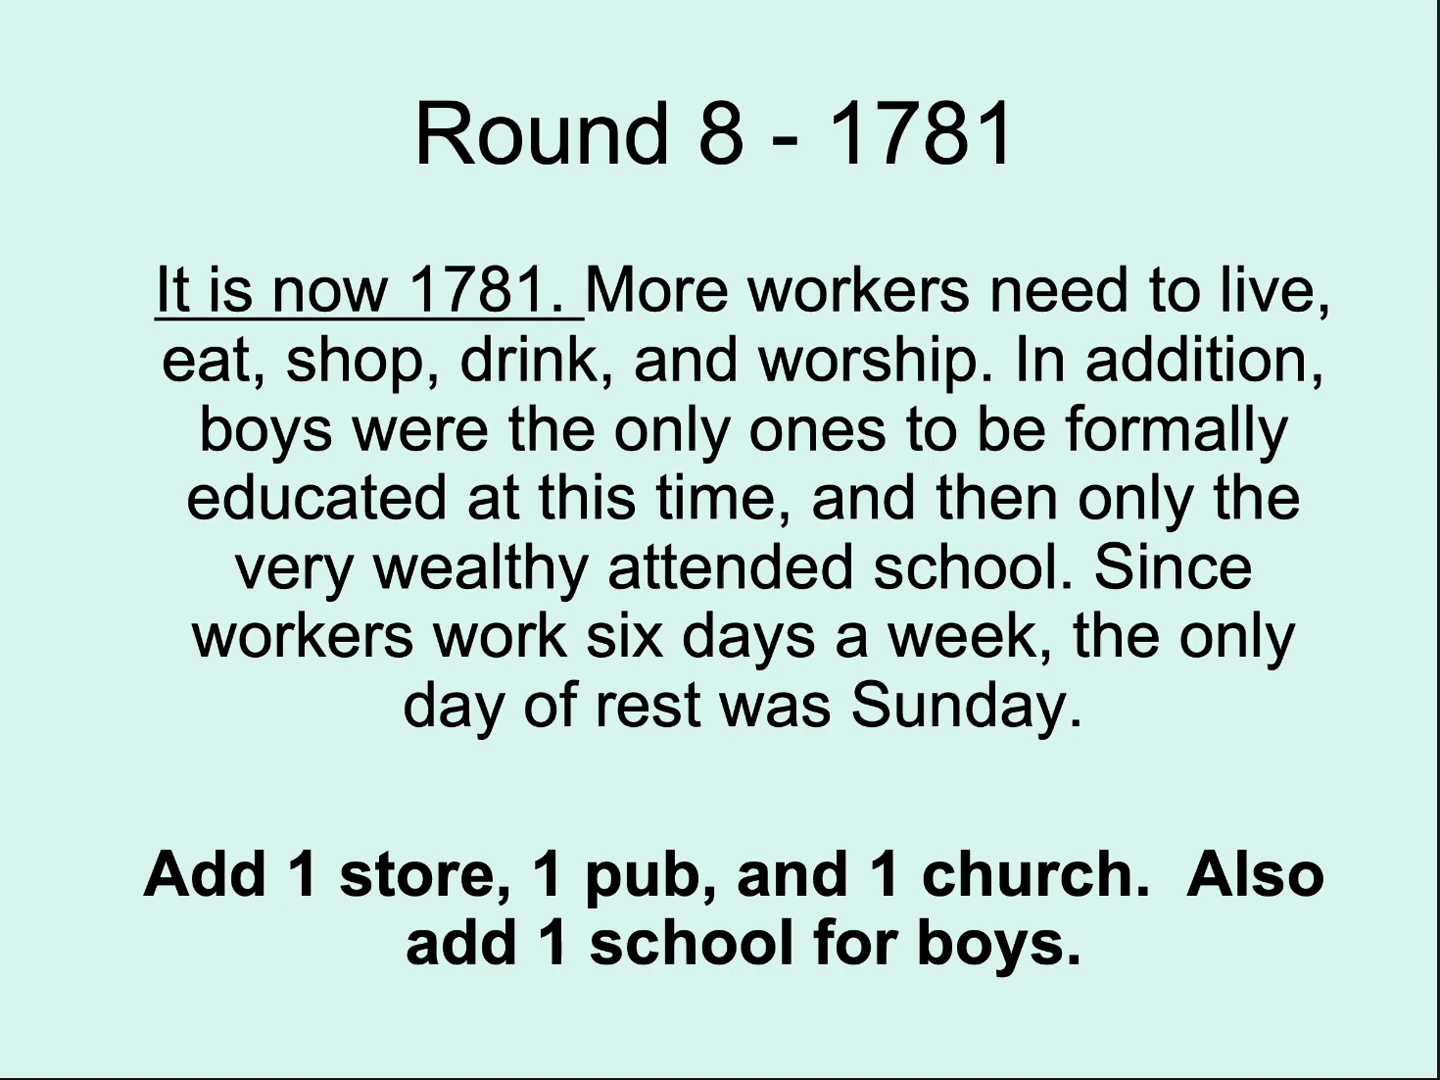 Round 8 - 1781
It is now 1781. More workers need to live,
eat, shop, drink, and worship. In addition,
boys were the only ones to be formally
educated at this time, and then only the
very wealthy attended school. Since
workers work six days a week, the only
day of rest was Sunday.
Add 1 store, 1 pub, and 1 church.  Also
add 1 school for boys.